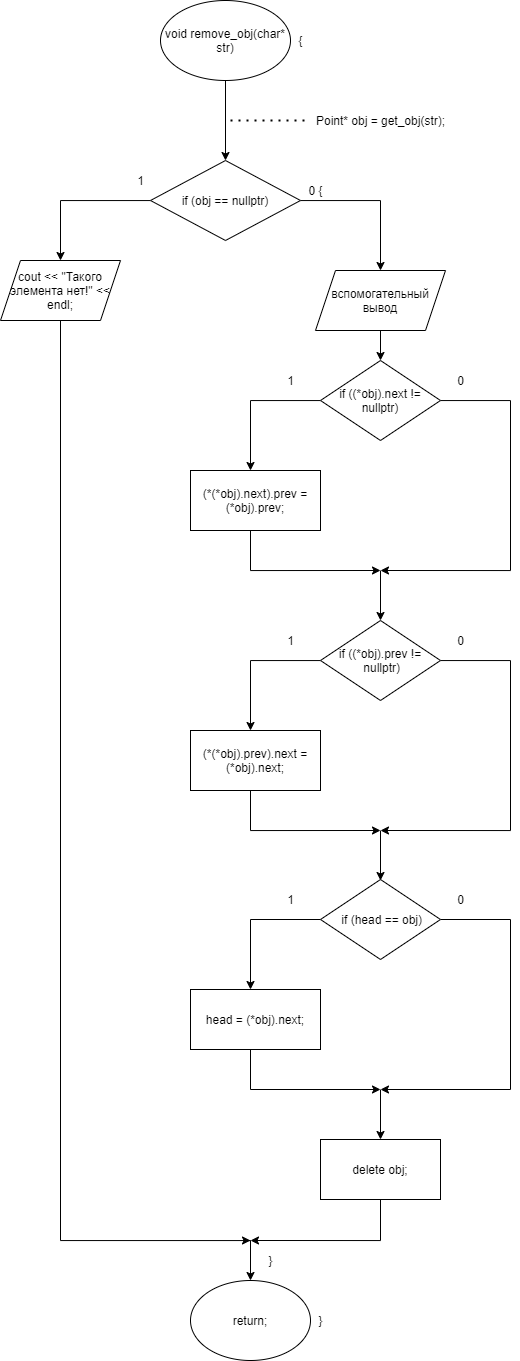 void remove_obj(char*
str)
{
Point* obj = get_obj(str);
1
if (obj == nullptr)
0 {
cout << "Такого
элемента нет!" <<
endl;
вспомогательный
вывод
1
if ((*obj).next !=
nullptr)
0
(*(*obj).next).prev =
(*obj).prev;
1
if ((*obj).prev !=
nullptr)
0
(*(*obj).prev).next =
(*obj).next;
1
if (head == obj)
0
head = (*obj).next;
delete obj;
}
return;
}